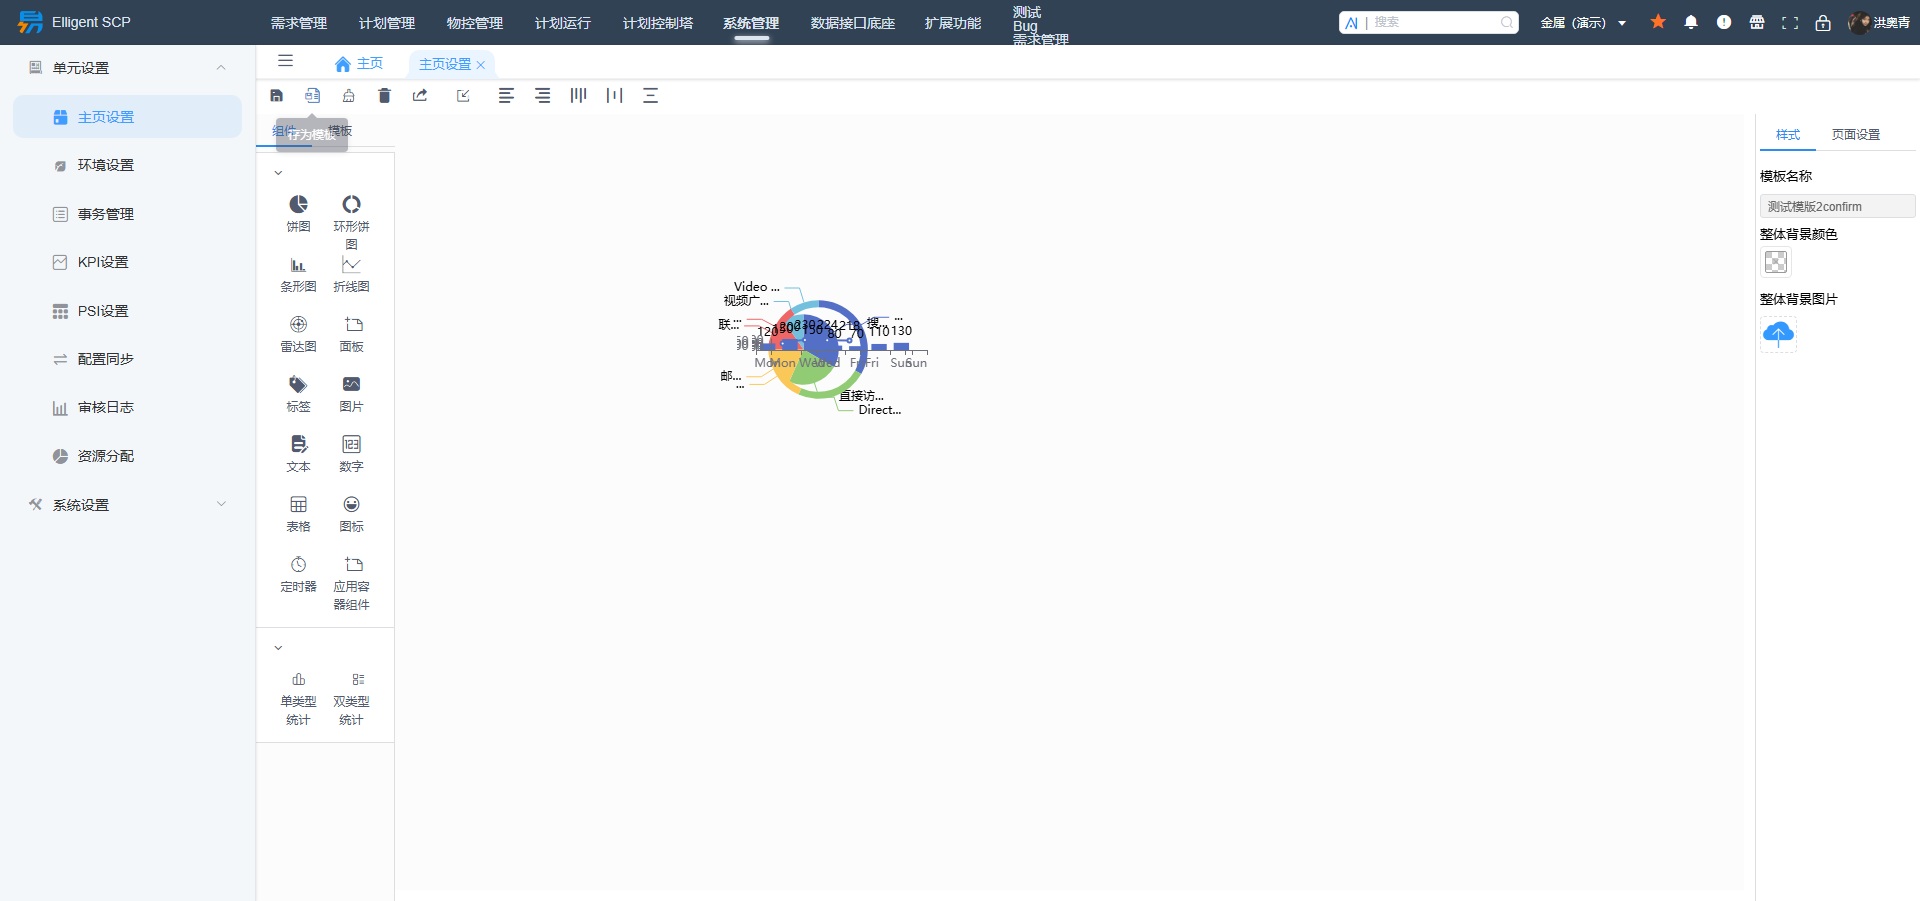 Elligent SCP
需求管理
计划管理
物控管理
计划运行
计划控制塔
系统管理
数据接口底座
扩展功能
测试
Bug
需求管理
搜索
金属（演示）
洪奥青
单元设置
主页设置
环境设置
事务管理
KPI设置
PSI设置
配置同步
审核日志
资源分配
系统设置
主页
主页设置
组件
模板
存为模板
饼图
环形饼
图
条形图
折线图
雷达图
面板
标签
图片
文本
数字
表格
图标
定时器
应用容
器组件
单类型
统计
双类型
统计
Video ...
视频广...
联...
搜...
...
120
150
224
218
80
70
110
130
Mon
Wed
Fri
Fri
Sun
Sun
邮...
...
直接访...
Direct...
样式
页面设置
模板名称
测试模版2confirm
整体背景颜色
整体背景图片